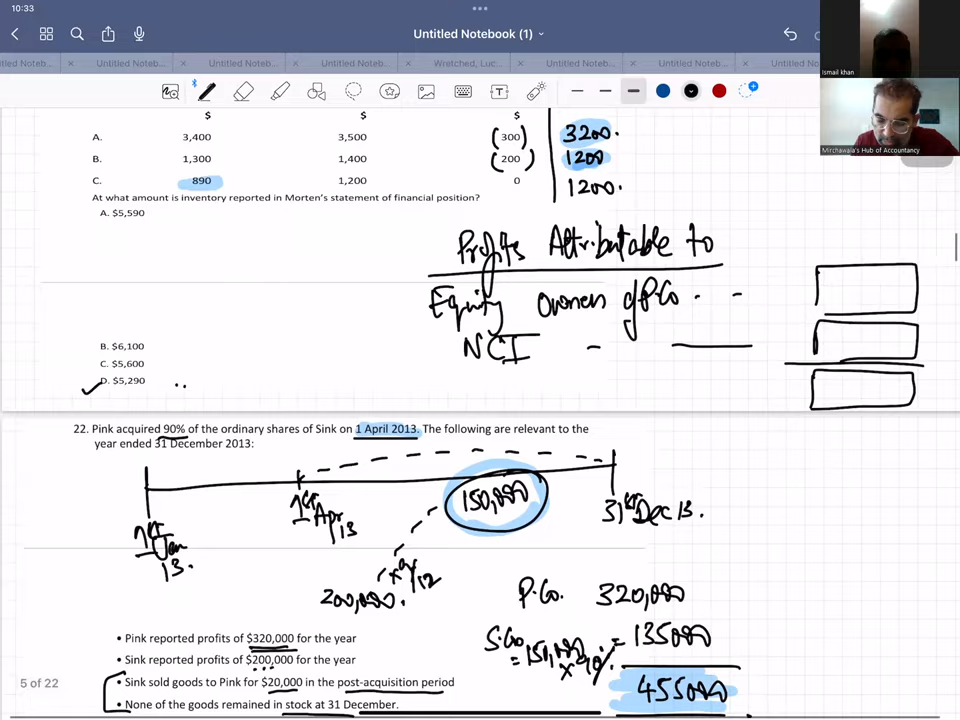 10:33
Untitled Notebook (1)
Untitled Noteb...
Untitled Noteb...
Untitled Noteb...
Wretched, Luc...
Untitled Noteb...
Untitled Noteb...
Untitled
Ismail khan
Mirchawala's Hub of Accountancy
$ $ $
A. 3,400 3,500 (300) 3200.
B. 1,300 1,400 (200) 1200
C. 890 1,200 0 1200.
At what amount is inventory reported in Morten's statement of financial position?
A. $5,590
Profits Attributable to
Equity owners of P.Co. -
NCI -
B. $6,100
C. $5,600
D. $5,290
22. Pink acquired 90% of the ordinary shares of Sink on 1 April 2013. The following are relevant to the
year ended 31 December 2013:
1st Jan 13.
1st Apr 13
150,000
31st Dec 13.
200,000. x 9/12
P.Co. 320,000
S.Co = 150,000 x 90% = 135000
455000
• Pink reported profits of $320,000 for the year
• Sink reported profits of $200,000 for the year
• Sink sold goods to Pink for $20,000 in the post-acquisition period
• None of the goods remained in stock at 31 December.
5 of 22